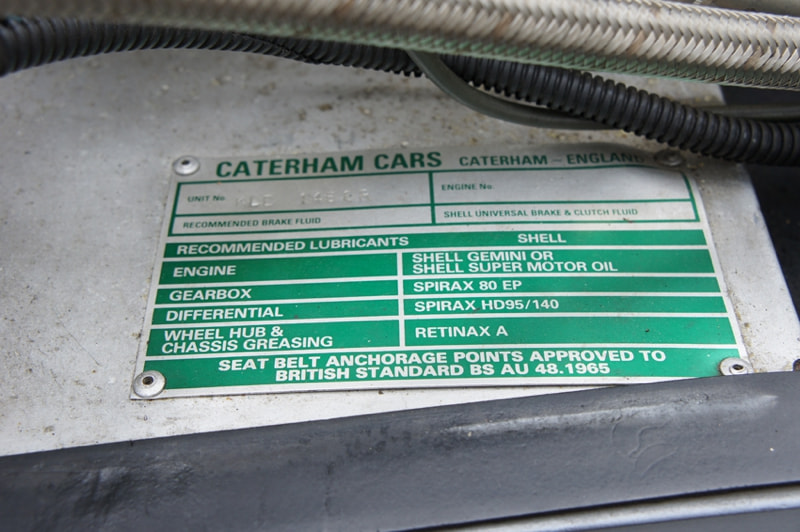 CATERHAM CARS CATERHAM - ENGLAND
UNIT No.
ENGINE No.
RECOMMENDED BRAKE FLUID
SHELL UNIVERSAL BRAKE & CLUTCH FLUID
RECOMMENDED LUBRICANTS SHELL
ENGINE
SHELL GEMINI OR
SHELL SUPER MOTOR OIL
GEARBOX
SPIRAX 80 EP
DIFFERENTIAL
SPIRAX HD95/140
WHEEL HUB &
CHASSIS GREASING
RETINAX A
SEAT BELT ANCHORAGE POINTS APPROVED TO
BRITISH STANDARD BS AU 48.1965